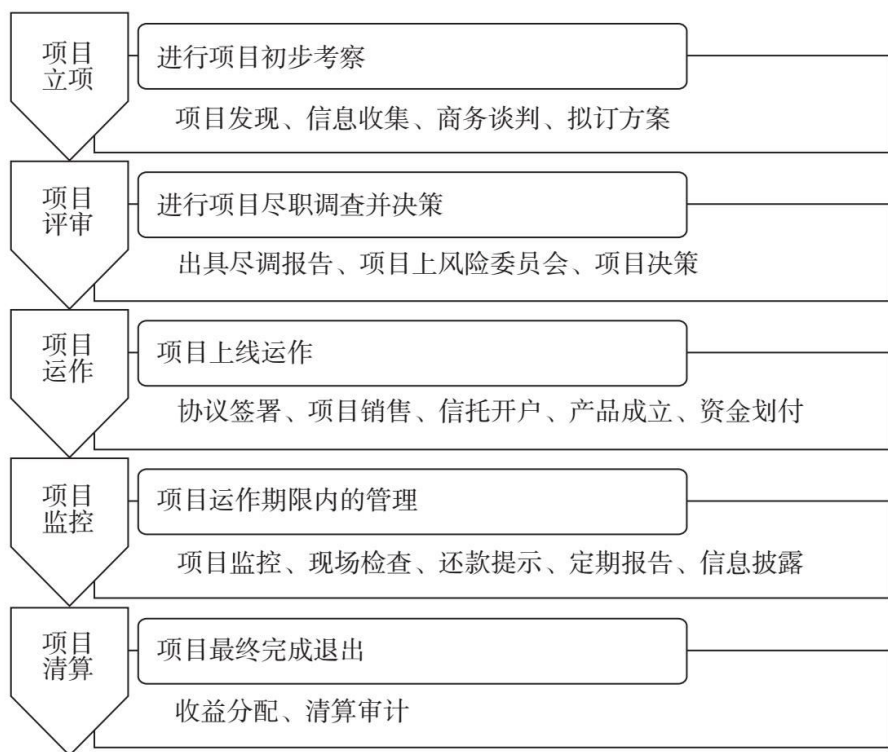 项目
立项
进行项目初步考察
项目发现、信息收集、商务谈判、拟订方案
项目
评审
进行项目尽职调查并决策
出具尽调报告、项目上风险委员会、项目决策
项目
运作
项目上线运作
协议签署、项目销售、信托开户、产品成立、资金划付
项目
监控
项目运作期限内的管理
项目监控、现场检查、还款提示、定期报告、信息披露
项目
清算
项目最终完成退出
收益分配、清算审计